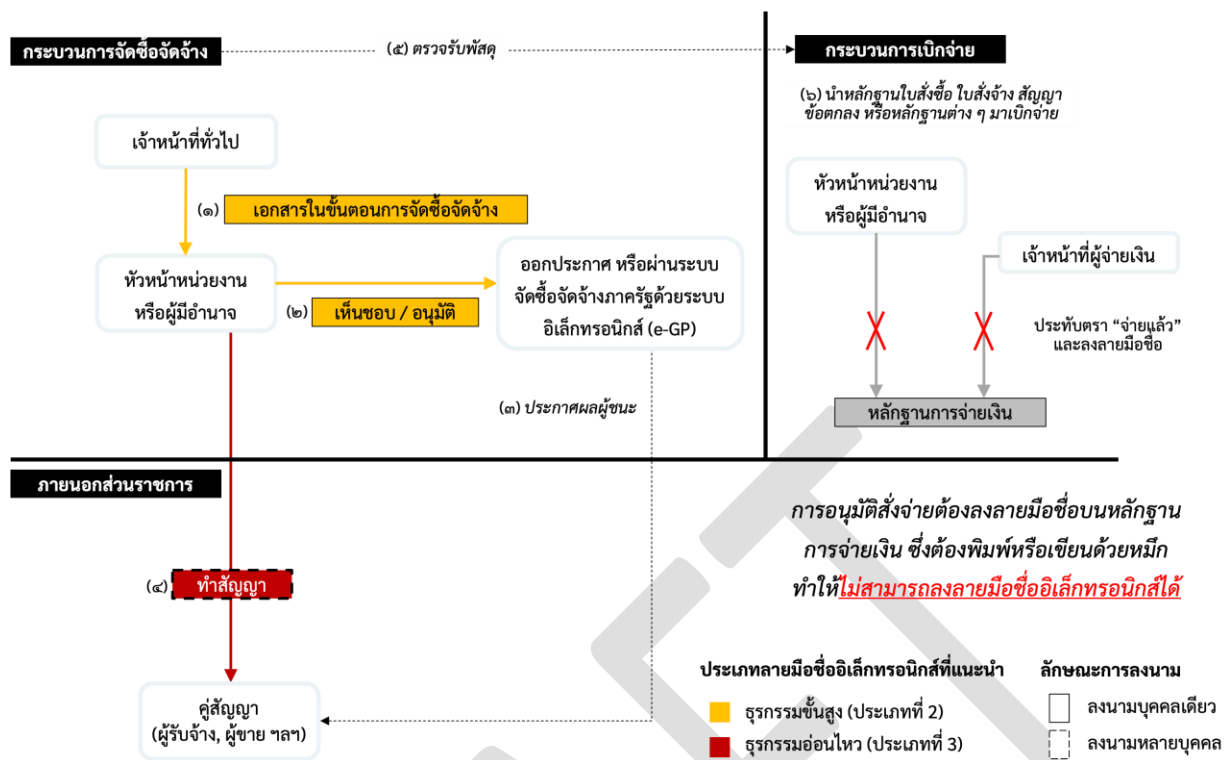 กระบวนการจัดซื้อจัดจ้าง
(๕) ตรวจรับพัสดุ
กระบวนการเบิกจ่าย
(๖) นำหลักฐานใบสั่งซื้อ ใบสั่งจ้าง สัญญา
ข้อตกลง หรือหลักฐานต่าง ๆ มาเบิกจ่าย
เจ้าหน้าที่ทั่วไป
(๑) เอกสารในขั้นตอนการจัดซื้อจัดจ้าง
หัวหน้าหน่วยงาน
หรือผู้มีอำนาจ
(๒) เห็นชอบ / อนุมัติ
ออกประกาศ หรือผ่านระบบ
จัดซื้อจัดจ้างภาครัฐด้วยระบบ
อิเล็กทรอนิกส์ (e-GP)
(๓) ประกาศผลผู้ชนะ
หัวหน้าหน่วยงาน
หรือผู้มีอำนาจ
เจ้าหน้าที่ผู้จ่ายเงิน
ประทับตรา “จ่ายแล้ว”
และลงลายมือชื่อ
หลักฐานการจ่ายเงิน
ภายนอกส่วนราชการ
(๔) ทำสัญญา
คู่สัญญา
(ผู้รับจ้าง, ผู้ขาย ฯลฯ)
การอนุมัติสั่งจ่ายต้องลงลายมือชื่อบนหลักฐาน
การจ่ายเงิน ซึ่งต้องพิมพ์หรือเขียนด้วยหมึก
ทำให้ไม่สามารถลงลายมือชื่ออิเล็กทรอนิกส์ได้
ประเภทลายมือชื่ออิเล็กทรอนิกส์ที่แนะนำ
ธุรกรรมขั้นสูง (ประเภทที่ 2)
ธุรกรรมอ่อนไหว (ประเภทที่ 3)
ลักษณะการลงนาม
ลงนามบุคคลเดียว
ลงนามหลายบุคคล